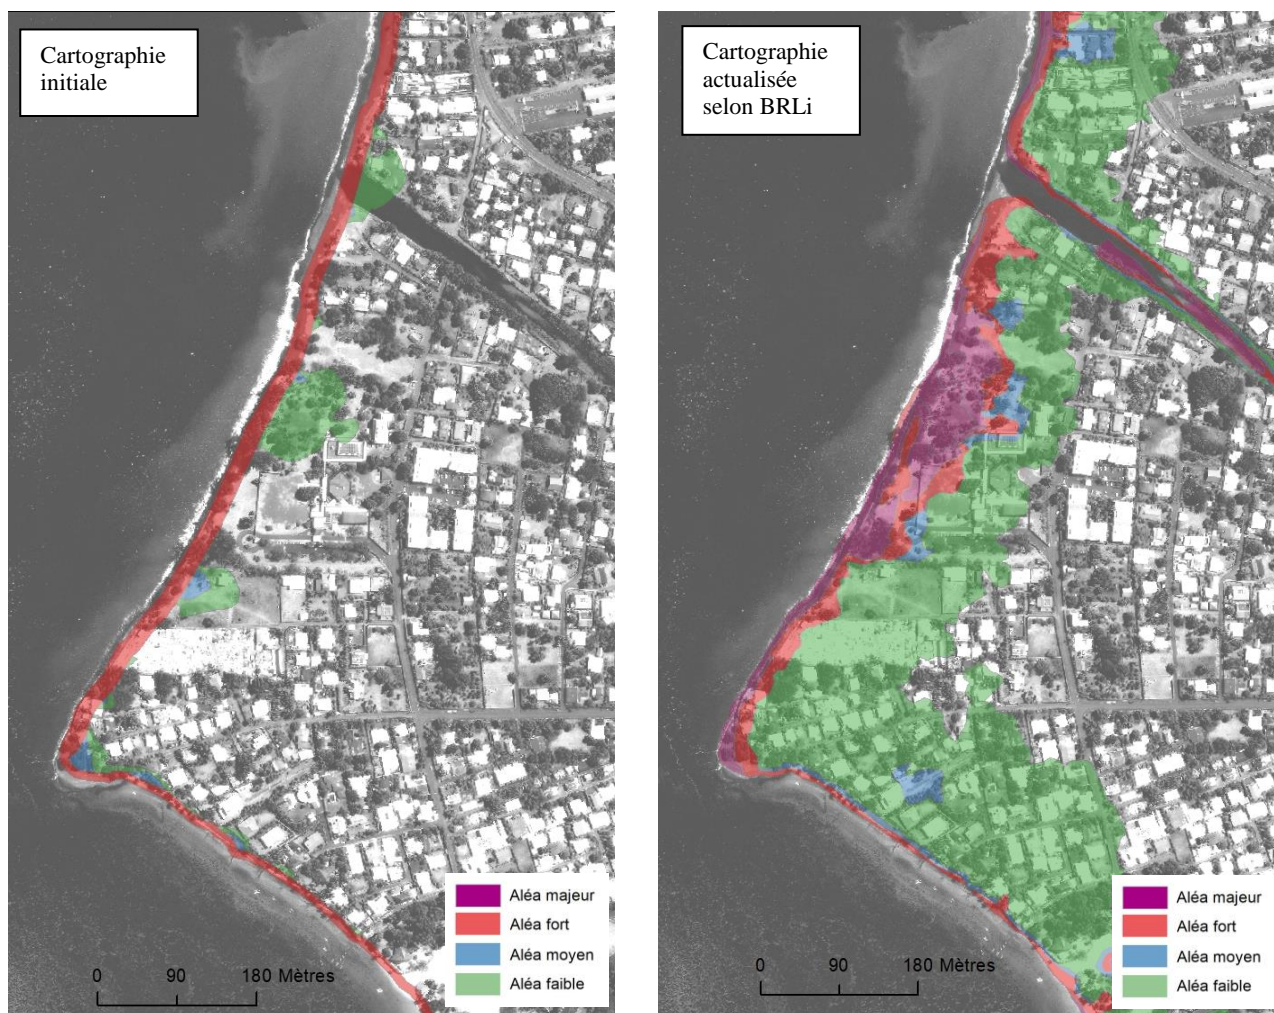 Cartographie
initiale
Aléa majeur
Aléa fort
Aléa moyen
Aléa faible
0 90 180 Mètres
Cartographie
actualisée
selon BRLi
Aléa majeur
Aléa fort
Aléa moyen
Aléa faible
0 90 180 Mètres